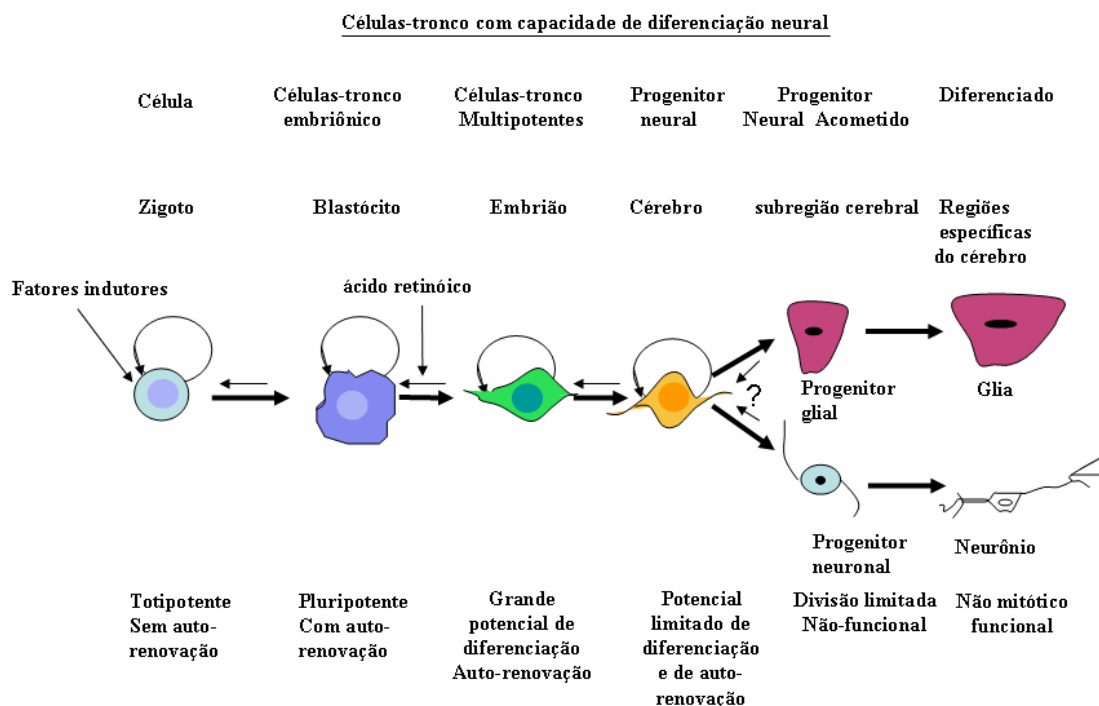 Células-tronco com capacidade de diferenciação neural
Célula
Células-tronco
embriônico
Células-tronco
Multipotentes
Progenitor
neural
Progenitor
Neural Acometido
Diferenciado
Zigoto
Blastócito
Embrião
Cérebro
subregião cerebral
Regiões
específicas
do cérebro
Fatores indutores
ácido retinóico
?
Progenitor
glial
Glia
Progenitor
neuronal
Neurônio
Totipotente
Sem auto-
renovação
Pluripotente
Com auto-
renovação
Grande
potencial de
diferenciação
Auto-renovação
Potencial
limitado de
diferenciação
e de auto-
renovação
Divisão limitada
Não-funcional
Não mitótico
funcional